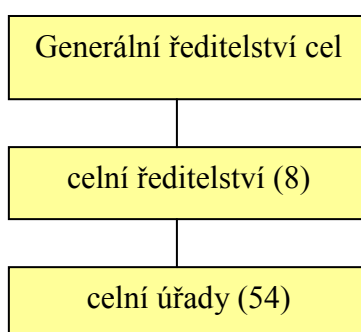 Generální ředitelství cel
celní ředitelství (8)
celní úřady (54)